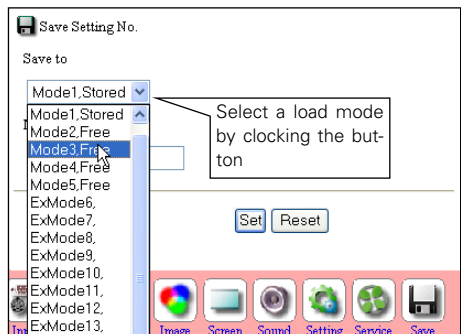 Save Setting No.
Save to
Mode1,Stored
Mode1,Stored
Mode2,Free
Mode3,Free
Mode4,Free
Mode5,Free
ExMode6,
ExMode7,
ExMode8,
ExMode9,
ExMode10,
ExMode11,
ExMode12,
ExMode13,
Select a load mode
by clocking the but-
ton
Set Reset
Image Screen Sound Setting Service Save